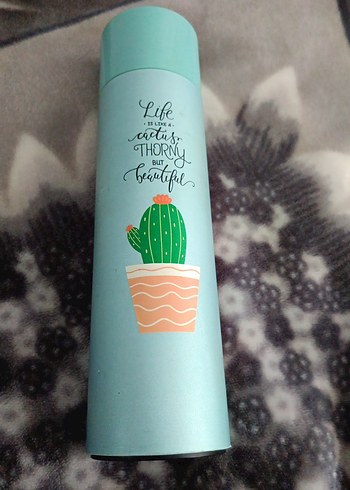 Life
IS LIKE A
cactus,
THORNY
BUT
beautiful